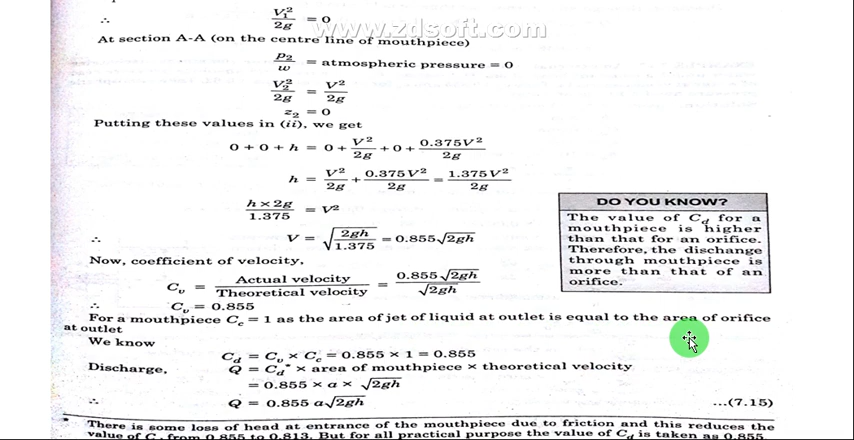 ∴ V₁²/2g = 0
www.zdsoft.com
At section A-A (on the centre line of mouthpiece)
p₂/w = atmospheric pressure = 0
V₂²/2g = V²/2g
z₂ = 0
Putting these values in (ii), we get
0 + 0 + h = 0 + V²/2g + 0 + 0.375V²/2g
h = V²/2g + 0.375V²/2g = 1.375V²/2g
h × 2g/1.375 = V²
∴ V = √(2gh/1.375) = 0.855√2gh
Now, coefficient of velocity,
Cᵥ = Actual velocity/Theoretical velocity = 0.855√2gh/√2gh
∴ Cᵥ = 0.855
DO YOU KNOW?
The value of C_d for a
mouthpiece is higher
than that for an orifice.
Therefore, the discharge
through mouthpiece is
more than that of an
orifice.
For a mouthpiece C_c = 1 as the area of jet of liquid at outlet is equal to the area of orifice
at outlet
We know
C_d = Cᵥ × C_c = 0.855 × 1 = 0.855
Discharge, Q = C_d* × area of mouthpiece × theoretical velocity
= 0.855 × a × √2gh
∴ Q = 0.855 a√2gh ...(7.15)
* There is some loss of head at entrance of the mouthpiece due to friction and this reduces the
value of C from 0.855 to 0.813. But for all practical purpose the value of C_d is taken as 0.855